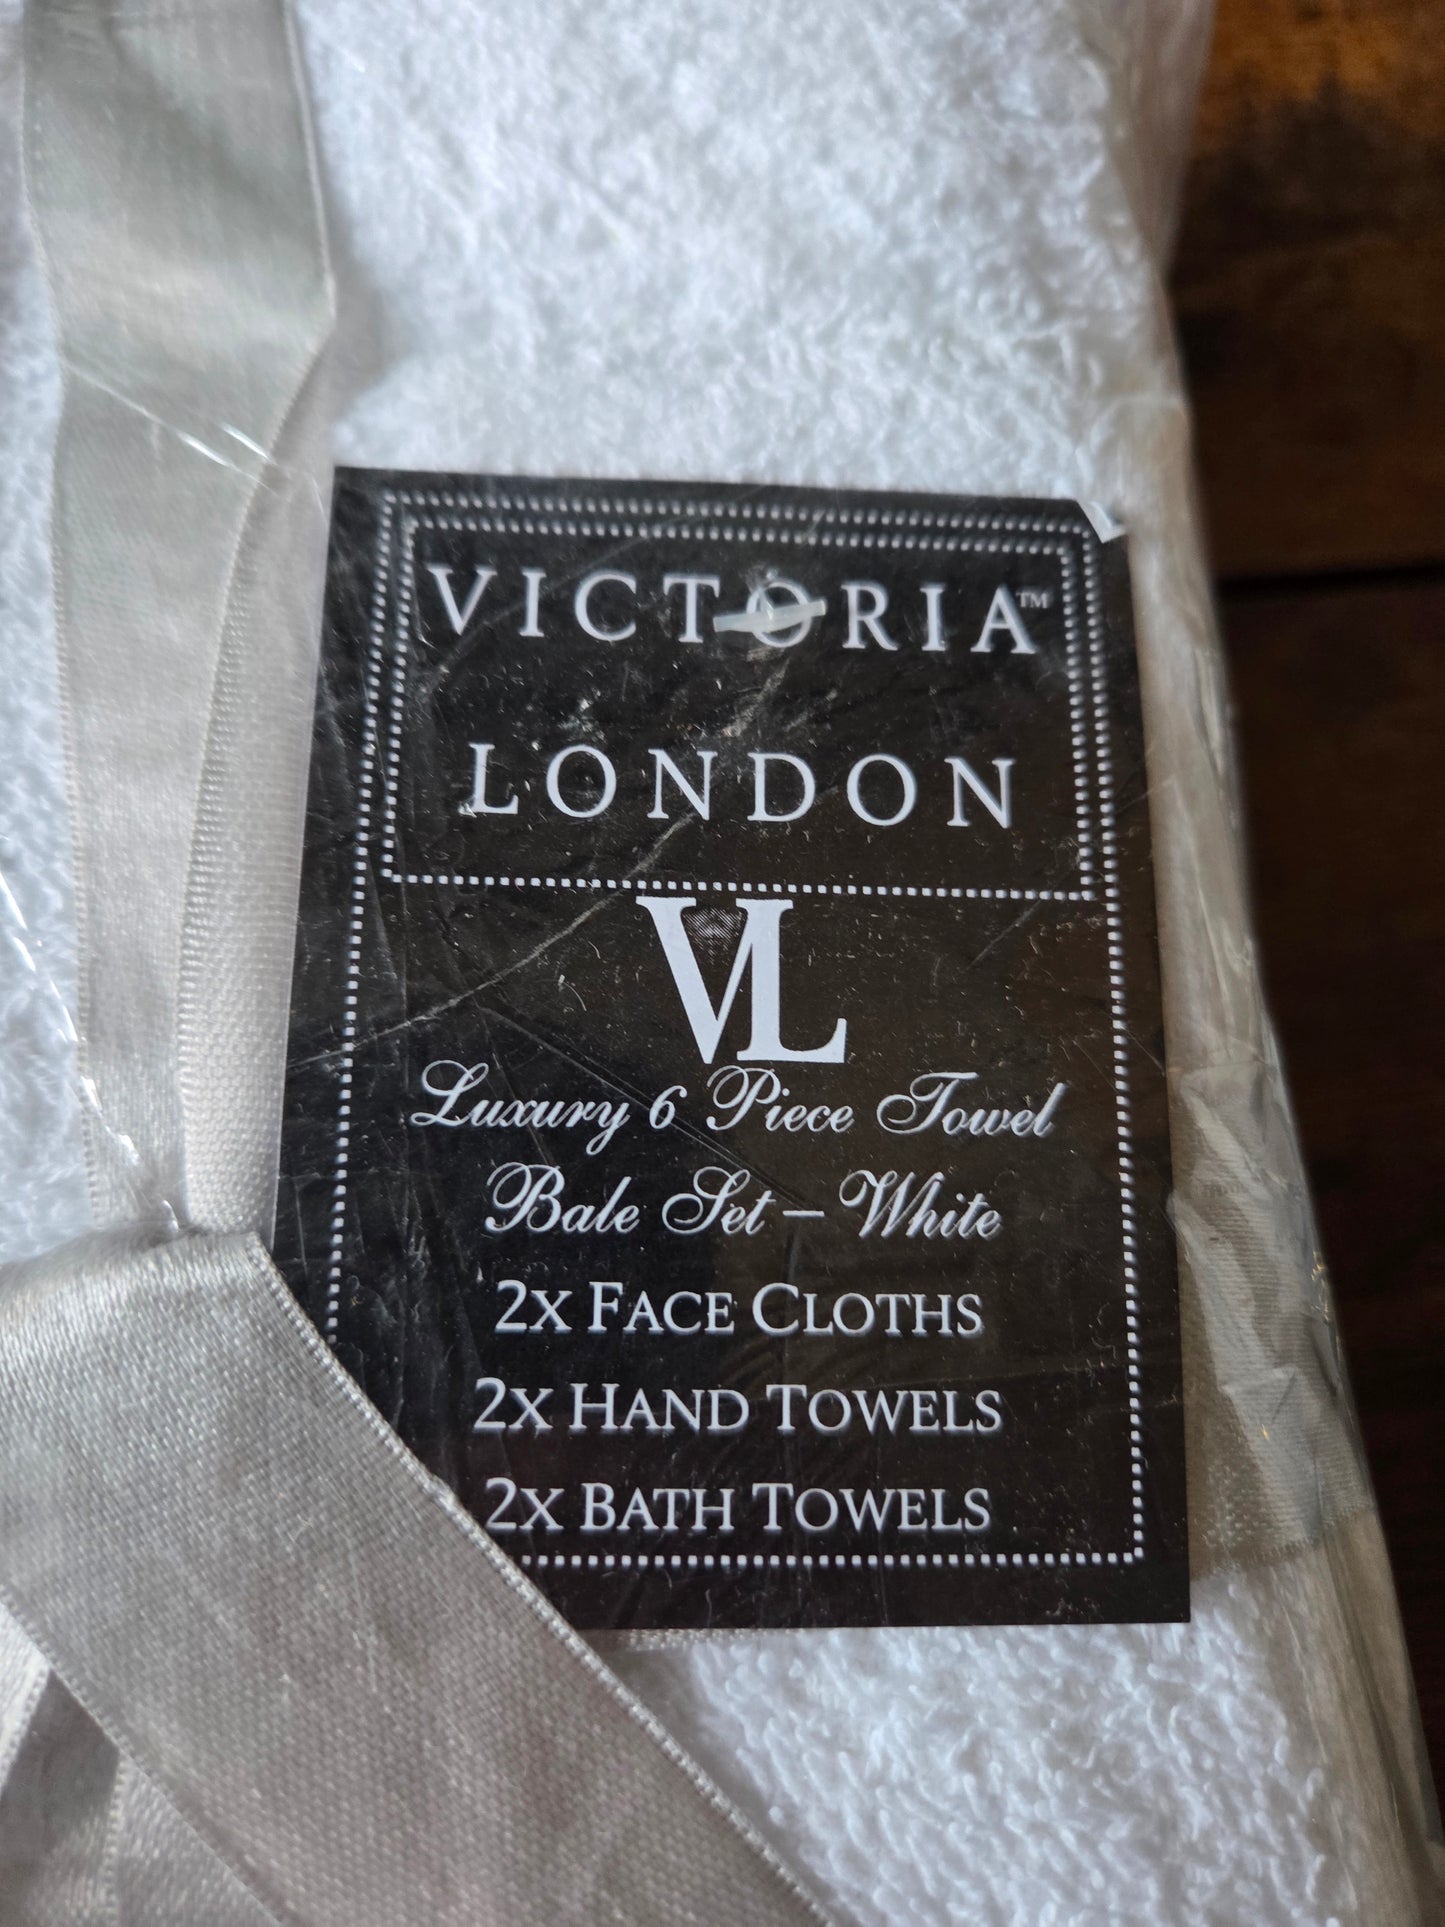 VICTORIA™
LONDON
VL
Luxury 6 Piece Towel
Bale Set – White
2X FACE CLOTHS
2X HAND TOWELS
2X BATH TOWELS